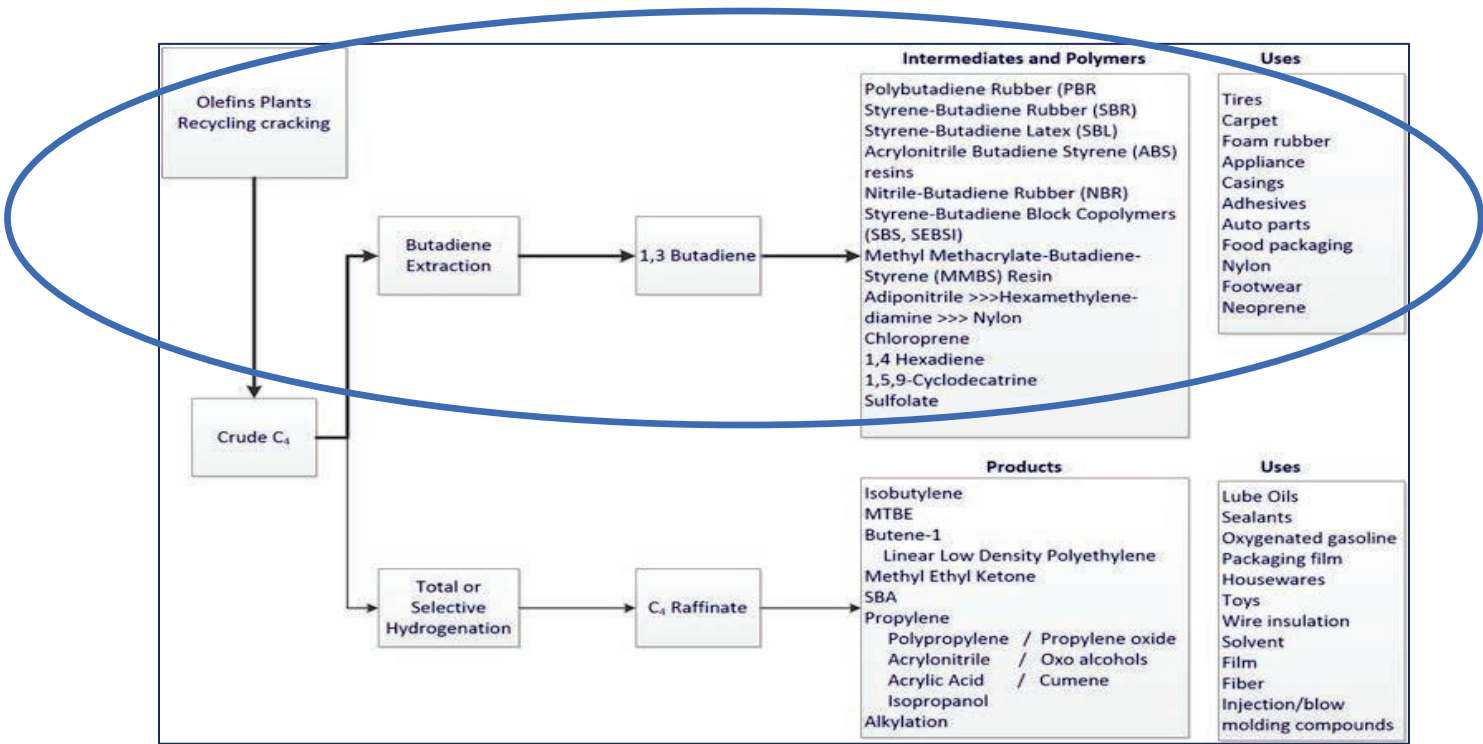 Olefins Plants
Recycling cracking
Crude C₄
Butadiene
Extraction
1,3 Butadiene
Intermediates and Polymers
Polybutadiene Rubber (PBR
Styrene-Butadiene Rubber (SBR)
Styrene-Butadiene Latex (SBL)
Acrylonitrile Butadiene Styrene (ABS)
resins
Nitrile-Butadiene Rubber (NBR)
Styrene-Butadiene Block Copolymers
(SBS, SEBSI)
Methyl Methacrylate-Butadiene-
Styrene (MMBS) Resin
Adiponitrile >>>Hexamethylene-
diamine >>> Nylon
Chloroprene
1,4 Hexadiene
1,5,9-Cyclodecatrine
Sulfolate
Uses
Tires
Carpet
Foam rubber
Appliance
Casings
Adhesives
Auto parts
Food packaging
Nylon
Footwear
Neoprene
Total or
Selective
Hydrogenation
C₄ Raffinate
Products
Isobutylene
MTBE
Butene-1
Linear Low Density Polyethylene
Methyl Ethyl Ketone
SBA
Propylene
Polypropylene / Propylene oxide
Acrylonitrile / Oxo alcohols
Acrylic Acid / Cumene
Isopropanol
Alkylation
Uses
Lube Oils
Sealants
Oxygenated gasoline
Packaging film
Housewares
Toys
Wire insulation
Solvent
Film
Fiber
Injection/blow
molding compounds